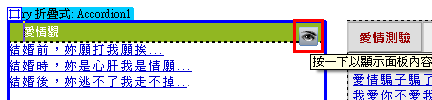 ry 折疊式: Accordion1
愛情觀
結婚前，妳願打我願挨…
結婚時，妳是心肝我是情願…
結婚後，妳逃不了我走不掉…
愛情測驗
按一下以顯示面板內容
愛情騙子騙了
我愛你不愛我